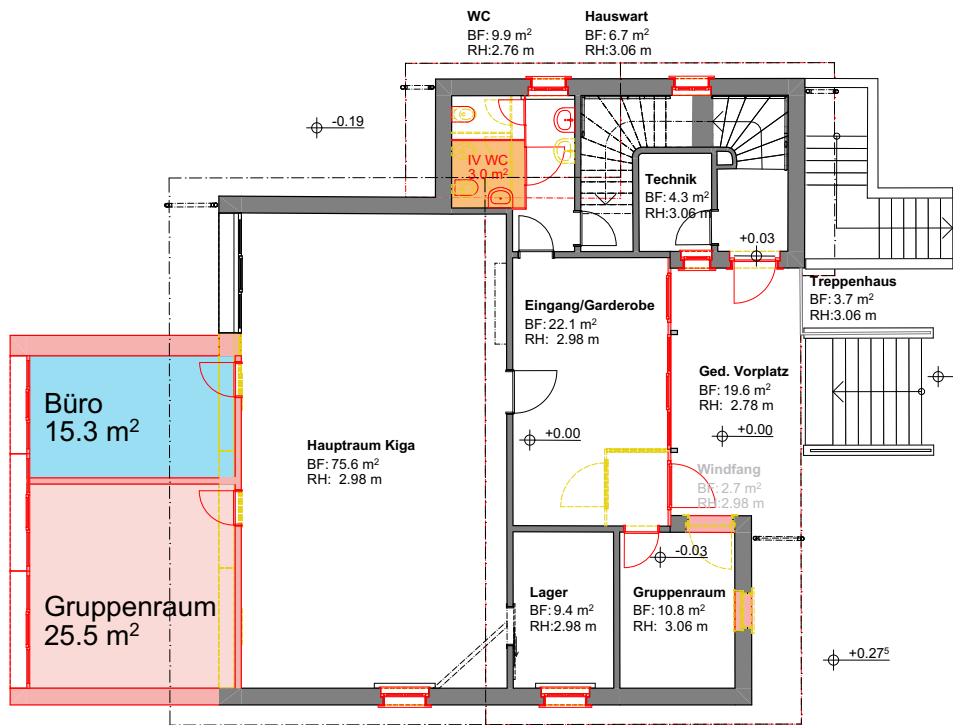 WC
BF: 9.9 m²
RH:2.76 m
Hauswart
BF: 6.7 m²
RH:3.06 m
-0.19
IV WC
3.0 m²
Technik
BF: 4.3 m²
RH:3.06 m
+0.03
Treppenhaus
BF: 3.7 m²
RH:3.06 m
Eingang/Garderobe
BF: 22.1 m²
RH: 2.98 m
Ged. Vorplatz
BF: 19.6 m²
RH: 2.78 m
Büro
15.3 m²
Hauptraum Kiga
BF: 75.6 m²
RH: 2.98 m
+0.00
+0.00
Windfang
BF: 2.7 m²
RH:2.98 m
-0.03
Gruppenraum
25.5 m²
Lager
BF: 9.4 m²
RH:2.98 m
Gruppenraum
BF: 10.8 m²
RH: 3.06 m
+0.27⁵